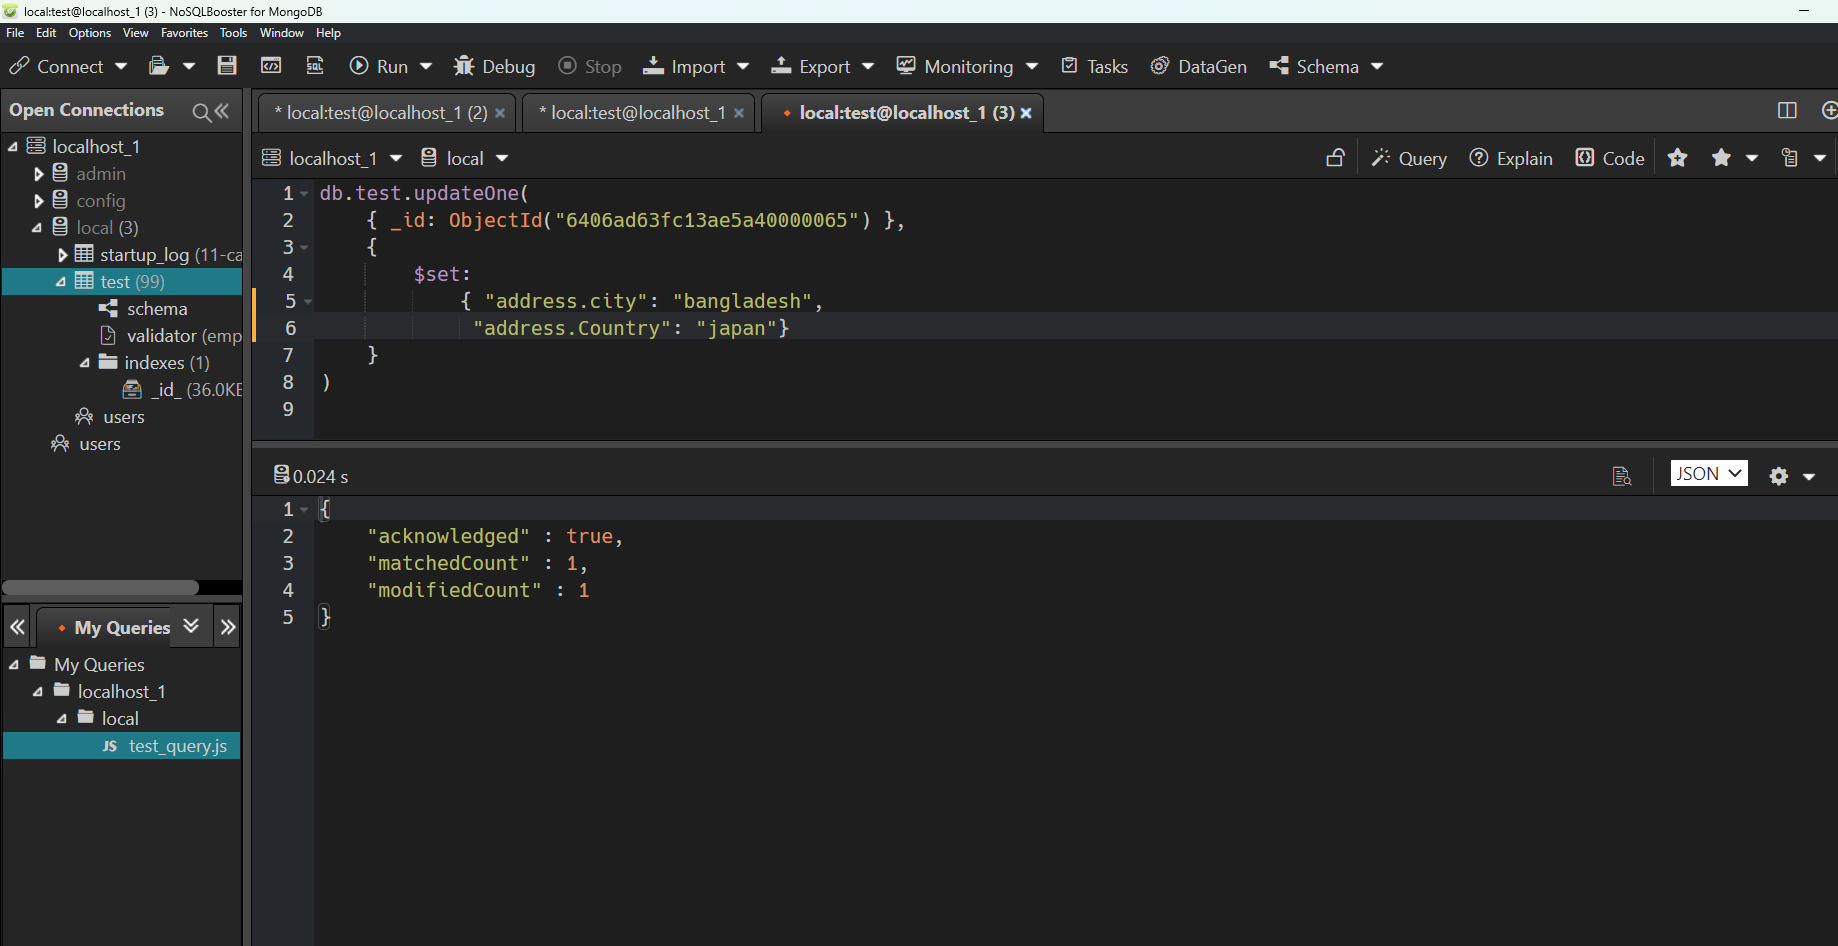 local:test@localhost_1 (3) - NoSQLBooster for MongoDB
File Edit Options View Favorites Tools Window Help
Connect SQL Run Debug Stop Import Export Monitoring Tasks DataGen Schema
Open Connections
* local:test@localhost_1 (2) × * local:test@localhost_1 × local:test@localhost_1 (3) ×
localhost_1
admin
config
local (3)
startup_log (11-ca
test (99)
schema
validator (emp
indexes (1)
_id_ (36.0KB
users
users
localhost_1 local Query Explain Code
1 db.test.updateOne(
2 { _id: ObjectId("6406ad63fc13ae5a40000065") },
3 {
4 $set:
5 { "address.city": "bangladesh",
6 "address.Country": "japan"}
7 }
8 )
9
0.024 s JSON
1 {
2 "acknowledged" : true,
3 "matchedCount" : 1,
4 "modifiedCount" : 1
5 }
My Queries
My Queries
localhost_1
local
JS test_query.js